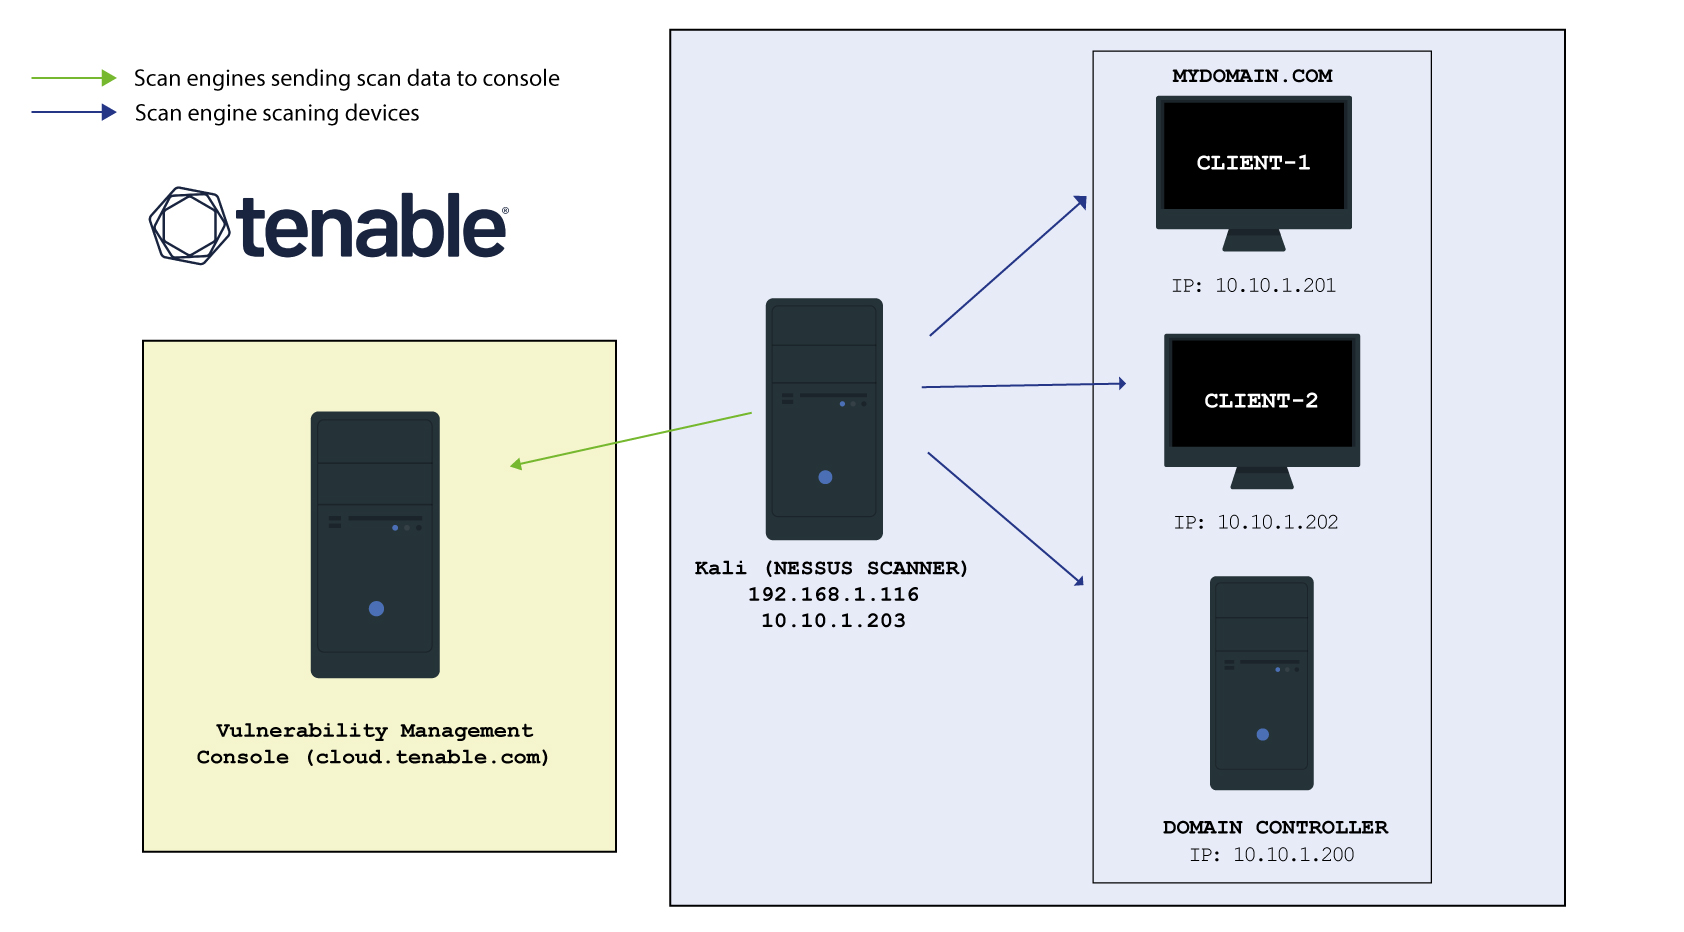 Scan engines sending scan data to console
Scan engine scaning devices
tenable®
Vulnerability Management
Console (cloud.tenable.com)
Kali (NESSUS SCANNER)
192.168.1.116
10.10.1.203
MYDOMAIN.COM
CLIENT-1
IP: 10.10.1.201
CLIENT-2
IP: 10.10.1.202
DOMAIN CONTROLLER
IP: 10.10.1.200